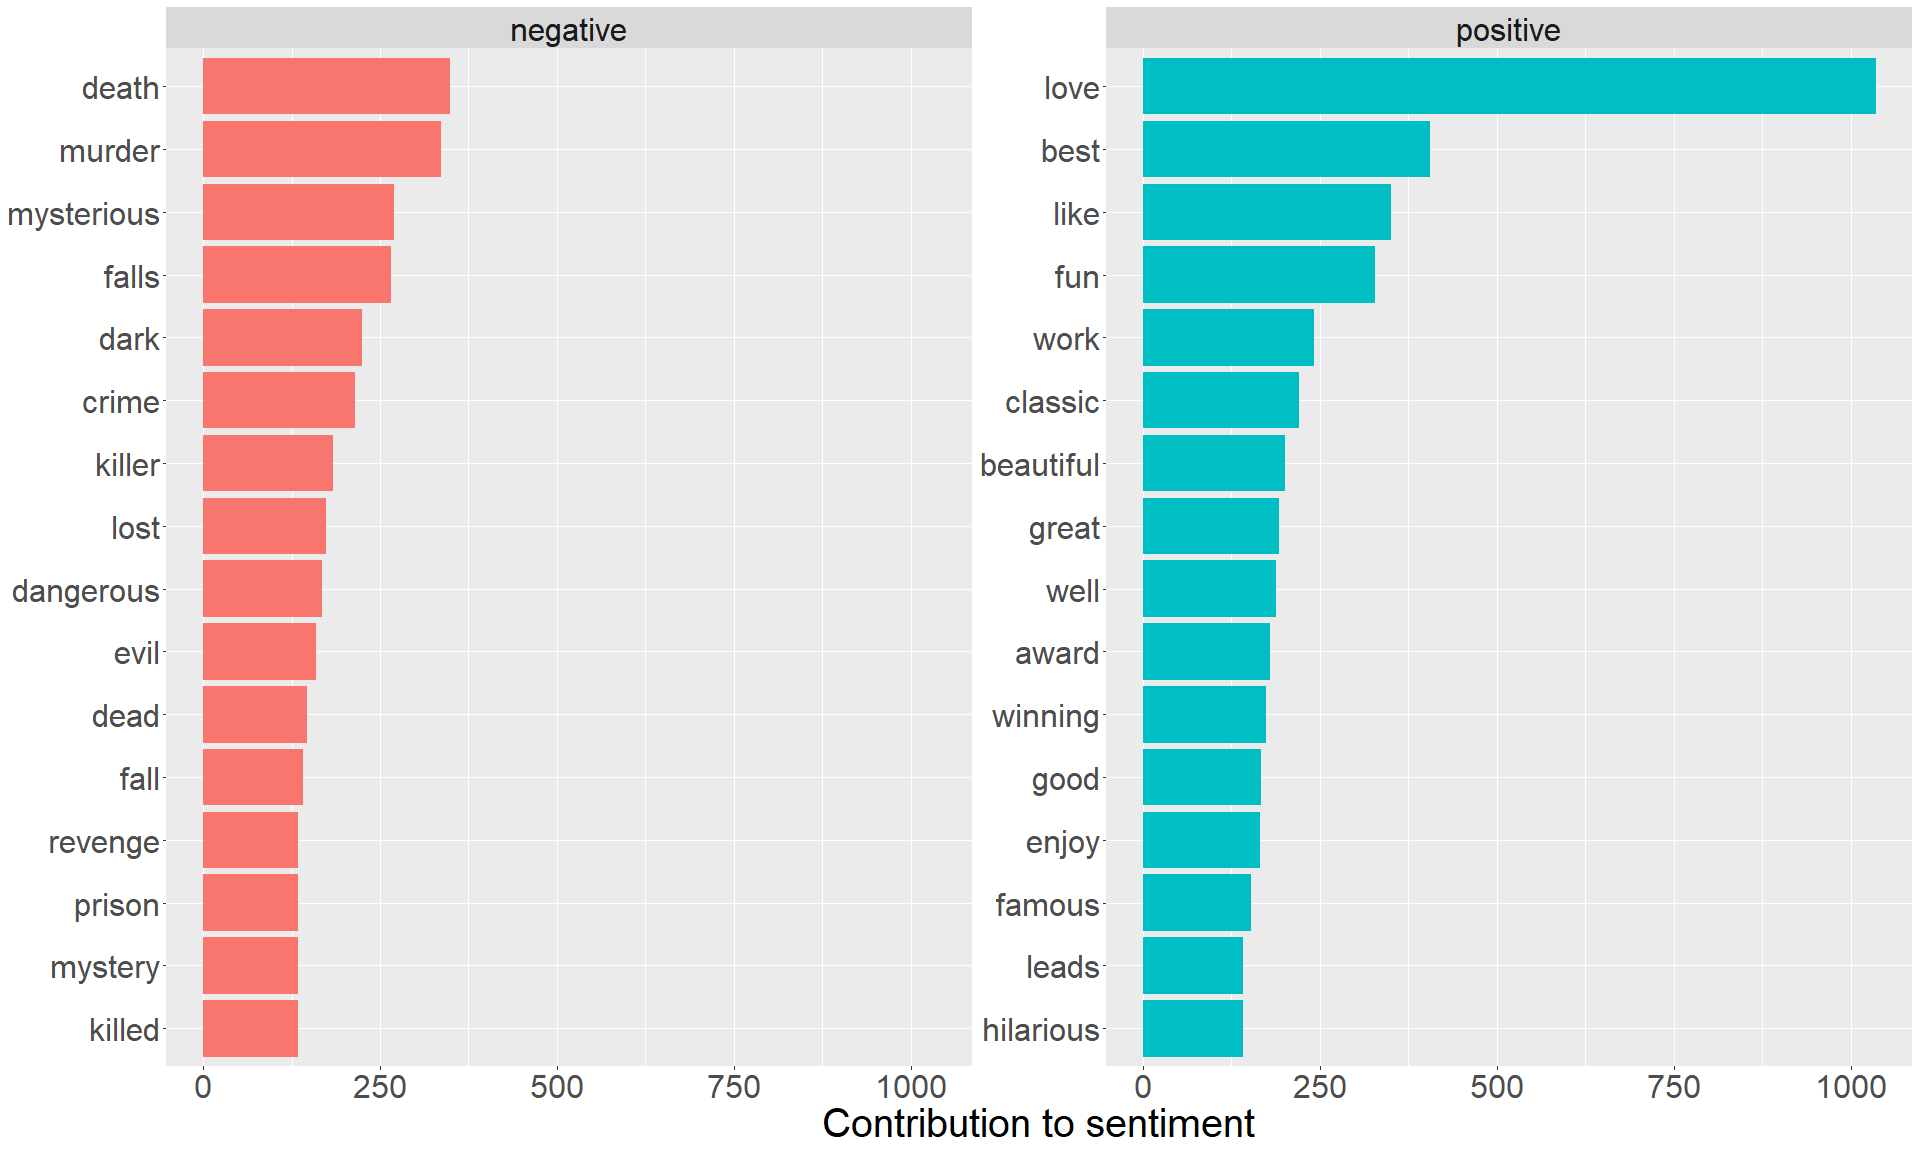 negative
death
murder
mysterious
falls
dark
crime
killer
lost
dangerous
evil
dead
fall
revenge
prison
mystery
killed
0 250 500 750 1000
positive
love
best
like
fun
work
classic
beautiful
great
well
award
winning
good
enjoy
famous
leads
hilarious
0 250 500 750 1000
Contribution to sentiment